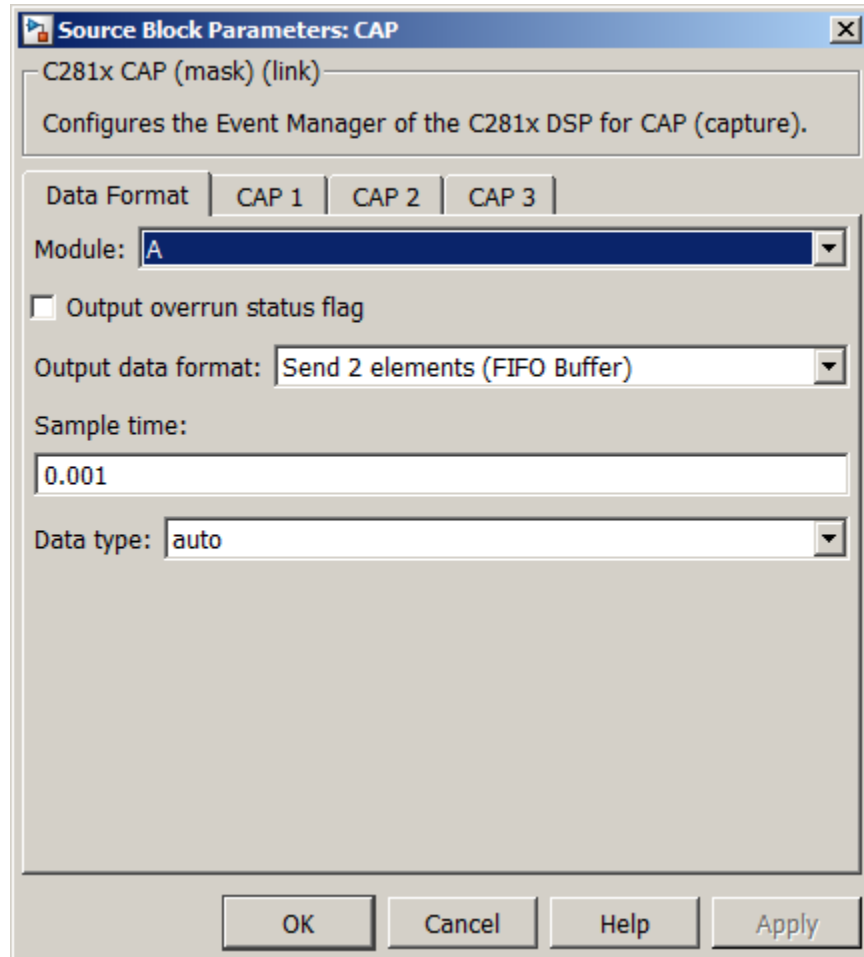 Source Block Parameters: CAP
C281x CAP (mask) (link)
Configures the Event Manager of the C281x DSP for CAP (capture).
Data Format CAP 1 CAP 2 CAP 3
Module: A
Output overrun status flag
Output data format: Send 2 elements (FIFO Buffer)
Sample time:
0.001
Data type: auto
OK Cancel Help Apply